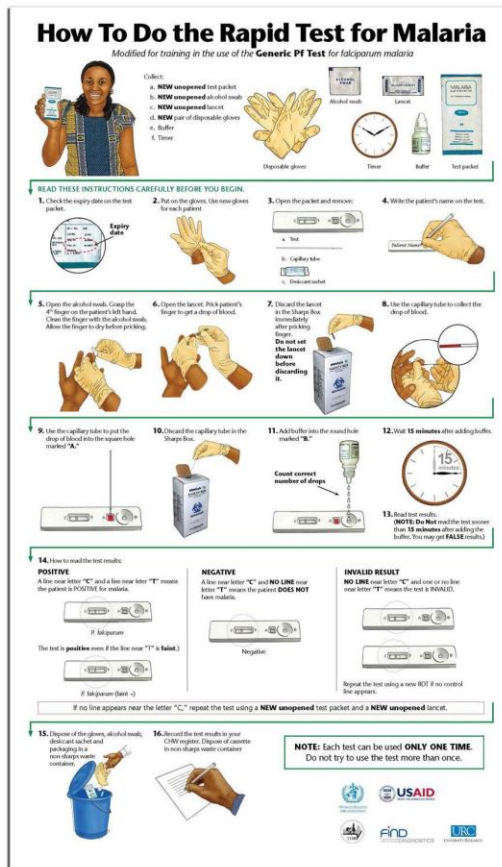 How To Do the Rapid Test for Malaria
Modified for training in the use of the Generic Pf Test for falciparum malaria
Collect:
a. NEW unopened test packet
b. NEW unopened alcohol swab
c. NEW unopened lancet
d. NEW pair of disposable gloves
e. Buffer
f. Timer
ALCOHOL
SWAB
MALARIA
Alcohol swab
Lancet
Disposable gloves
Timer
Buffer
Test packet
READ THESE INSTRUCTIONS CAREFULLY BEFORE YOU BEGIN.
1. Check the expiry date on the test
packet.
Expiry
date
2. Put on the gloves. Use new gloves
for each patient
3. Open the packet and remove:
a. Test
b. Capillary tube
c. Desiccant sachet
4. Write the patient's name on the test.
Patient Name
5. Open the alcohol swab. Grasp the
4th finger on the patient's left hand.
Clean the finger with the alcohol swab.
Allow the finger to dry before pricking.
6. Open the lancet. Prick patient's
finger to get a drop of blood.
7. Discard the lancet
in the Sharps Box
immediately
after pricking
finger.
Do not set
the lancet
down
before
discarding
it.
8. Use the capillary tube to collect the
drop of blood.
9. Use the capillary tube to put the
drop of blood into the square hole
marked "A."
10. Discard the capillary tube in the
Sharps Box.
11. Add buffer into the round hole
marked "B."
Count correct
number of drops
12. Wait 15 minutes after adding buffer.
15
minutes
13. Read test results.
(NOTE: Do Not read the test sooner
than 15 minutes after adding the
buffer. You may get FALSE results.)
14. How to read the test results:
POSITIVE
A line near letter "C" and a line near letter "T" means
the patient is POSITIVE for malaria.
P. falciparum
The test is positive even if the line near "T" is faint.)
P. falciparum (faint +)
NEGATIVE
A line near letter "C" and NO LINE near
letter "T" means the patient DOES NOT
have malaria.
Negative
INVALID RESULT
NO LINE near letter "C" and one or no line
near letter "T" means the test is INVALID.
Repeat the test using a new RDT if no control
line appears.
If no line appears near the letter "C," repeat the test using a NEW unopened test packet and a NEW unopened lancet.
15. Dispose of the gloves, alcohol swab,
desiccant sachet and
packaging in a
non-sharps waste
container.
16. Record the test results in your
CHW register. Dispose of cassette
in non-sharps waste container
NOTE: Each test can be used ONLY ONE TIME.
Do not try to use the test more than once.
USAID
FIND
DIAGNOSTICS
URC